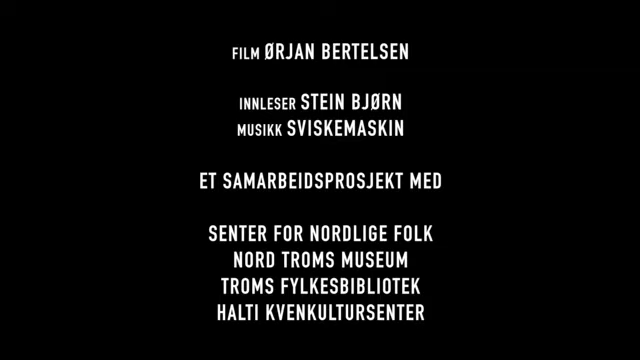 FILM ØRJAN BERTELSEN
INNLESER STEIN BJØRN
MUSIKK SVISKEMASKIN
ET SAMARBEIDSPROSJEKT MED
SENTER FOR NORDLIGE FOLK
NORD TROMS MUSEUM
TROMS FYLKESBIBLIOTEK
HALTI KVENKULTURSENTER